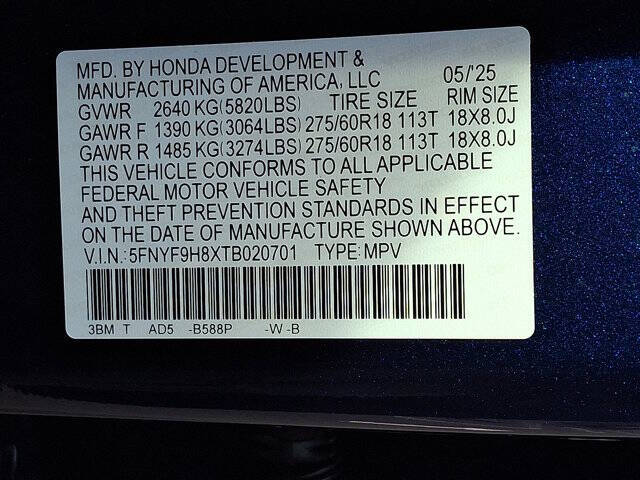 MFD. BY HONDA DEVELOPMENT &
MANUFACTURING OF AMERICA, LLC 05/'25
GVWR 2640 KG(5820LBS) TIRE SIZE RIM SIZE
GAWR F 1390 KG(3064LBS) 275/60R18 113T 18X8.0J
GAWR R 1485 KG(3274LBS) 275/60R18 113T 18X8.0J
THIS VEHICLE CONFORMS TO ALL APPLICABLE
FEDERAL MOTOR VEHICLE SAFETY
AND THEFT PREVENTION STANDARDS IN EFFECT
ON THE DATE OF MANUFACTURE SHOWN ABOVE.
V.I.N.:5FNYF9H8XTB020701 TYPE:MPV
3BM T AD5 -B588P -W -B